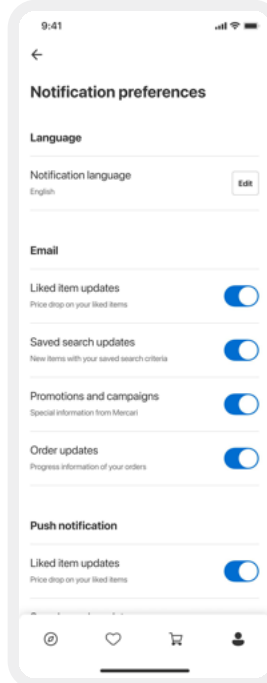 9:41
Notification preferences
Language
Notification language
English
Edit
Email
Liked item updates
Price drop on your liked items
Saved search updates
New items with your saved search criteria
Promotions and campaigns
Special information from Mercari
Order updates
Progress information of your orders
Push notification
Liked item updates
Price drop on your liked items